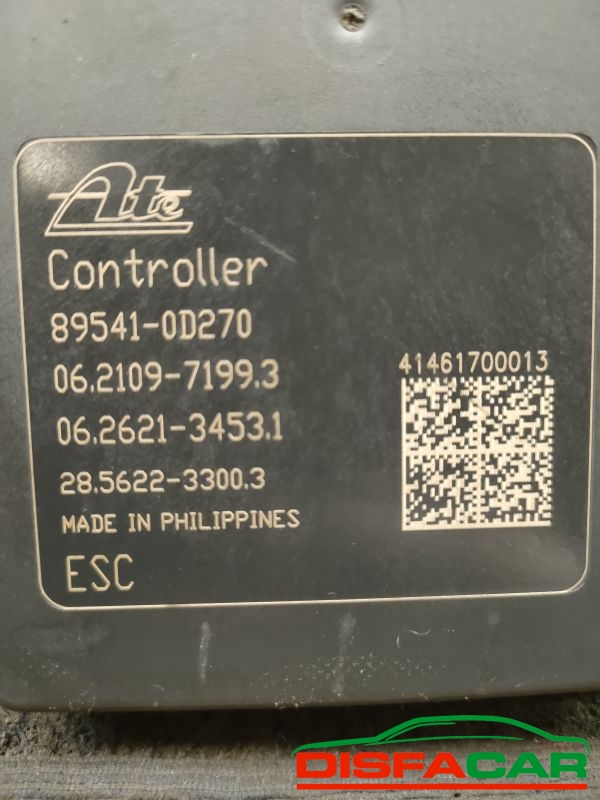 Ate
Controller
89541-0D270
06.2109-7199.3
41461700013
06.2621-3453.1
28.5622-3300.3
MADE IN PHILIPPINES
ESC
DISFACAR